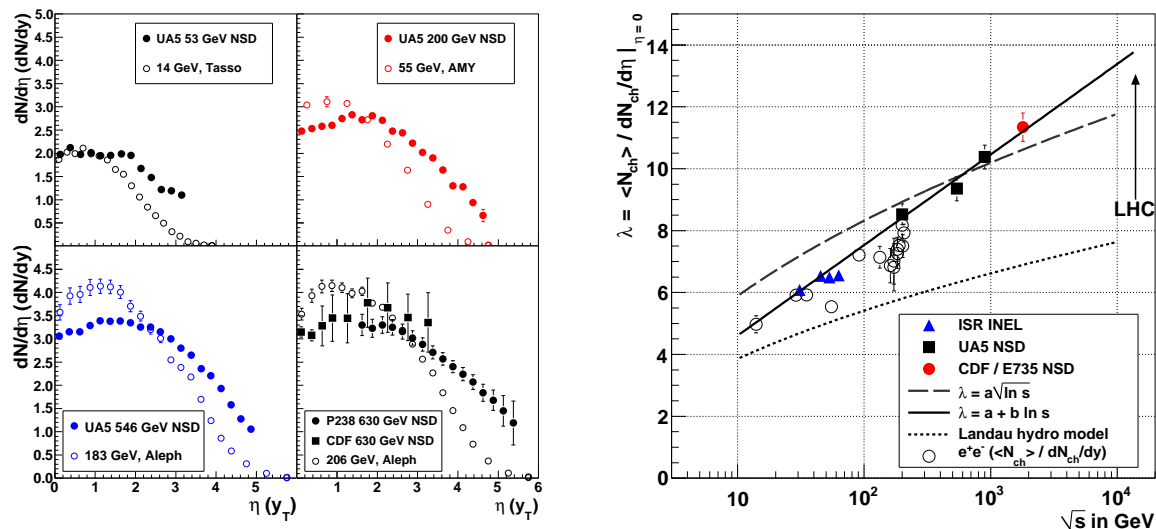 dN/dη (dN/dy)
5.0
4.5
4.0
3.5
3.0
2.5
2.0
1.5
1.0
0.5
UA5 53 GeV NSD
14 GeV, Tasso
UA5 200 GeV NSD
55 GeV, AMY
dN/dη (dN/dy)
4.5
4.0
3.5
3.0
2.5
2.0
1.5
1.0
0.5
0.0
UA5 546 GeV NSD
183 GeV, Aleph
P238 630 GeV NSD
CDF 630 GeV NSD
206 GeV, Aleph
0 1 2 3 4 5
0 1 2 3 4 5 6
η (y_T)
η (y_T)
λ = <N_ch> / dN_ch/dη |_η=0
14
12
10
8
6
4
2
0
LHC
ISR INEL
UA5 NSD
CDF / E735 NSD
λ = a√ln s
λ = a + b ln s
Landau hydro model
e⁺e⁻ (<N_ch> / dN_ch/dy)
10 10² 10³ 10⁴
√s in GeV